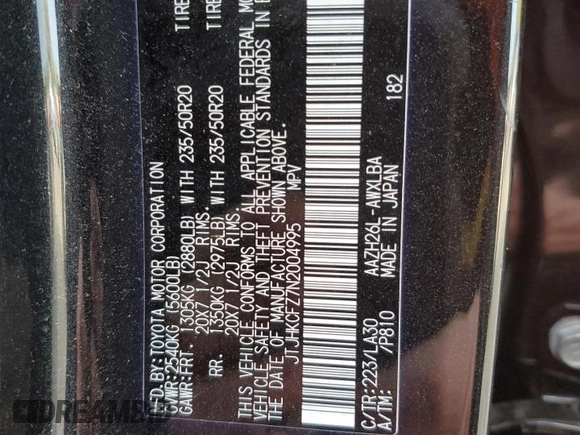 MFD.BY:TOYOTA MOTOR CORPORATION
GVWR:2540KG (5600LB)
GAWR:FRT. 1305KG (2880LB) WITH 235/50R20 TIRE
20X7 1/2J RIMS.
RR. 1350KG (2975LB) WITH 235/50R20 TIRE
20X7 1/2J RIMS.
THIS VEHICLE CONFORMS TO ALL APPLICABLE FEDERAL MO
VEHICLE SAFETY AND THEFT PREVENTION STANDARDS IN E
THE DATE OF MANUFACTURE SHOWN ABOVE.
JTJHKCFZ7N2004995 MPV
182
C/TR:223/LA30 AAZH26L-AWXLBA
A/TM: /P810 MADE IN JAPAN
DREAMB